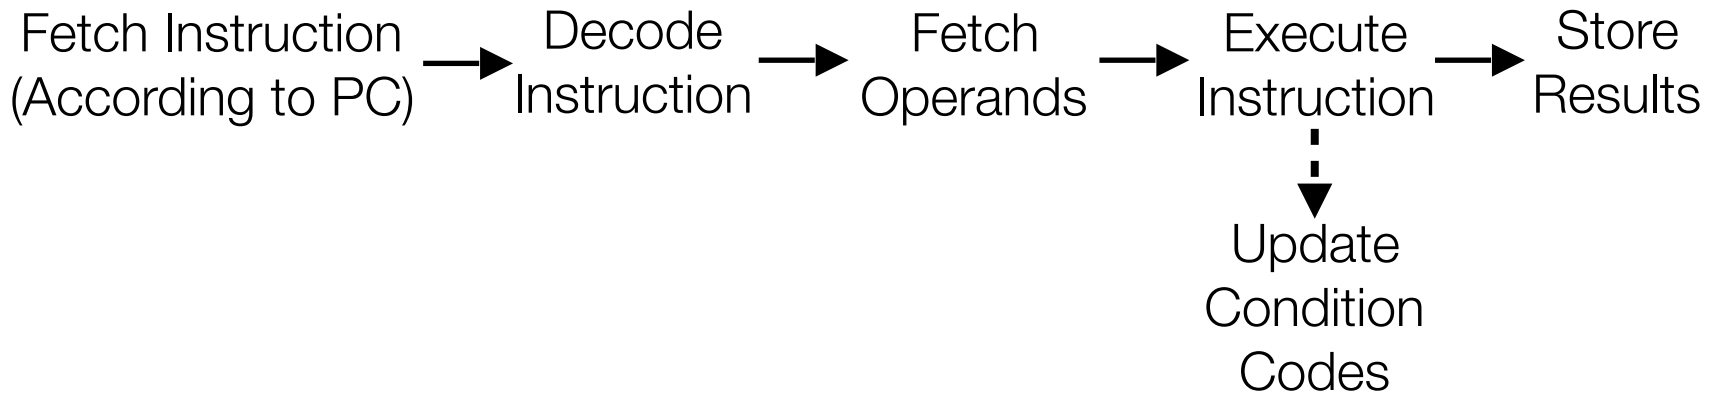 Fetch Instruction
(According to PC)
Decode
Instruction
Fetch
Operands
Execute
Instruction
Store
Results
Update
Condition
Codes